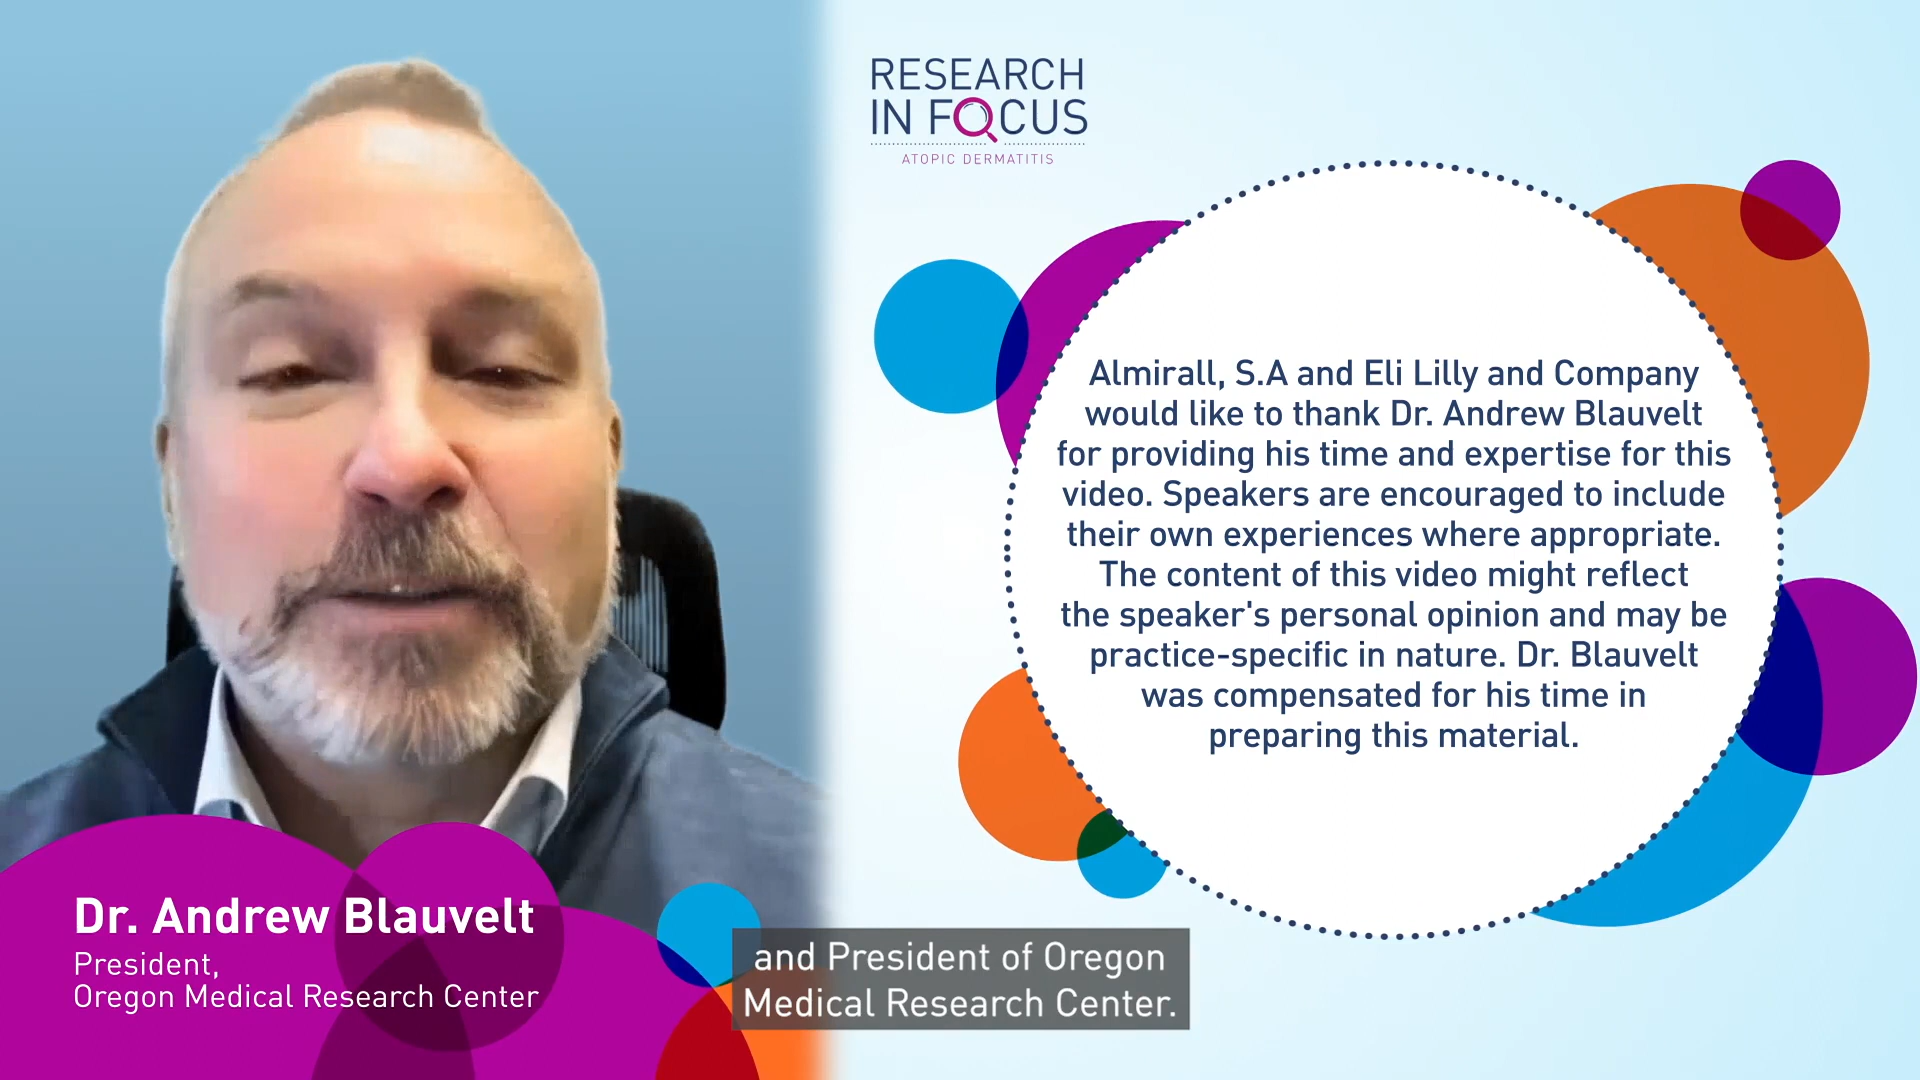 RESEARCH
IN FOCUS
ATOPIC DERMATITIS
Almirall, S.A and Eli Lilly and Company
would like to thank Dr. Andrew Blauvelt
for providing his time and expertise for this
video. Speakers are encouraged to include
their own experiences where appropriate.
The content of this video might reflect
the speaker's personal opinion and may be
practice-specific in nature. Dr. Blauvelt
was compensated for his time in
preparing this material.
Dr. Andrew Blauvelt
President,
Oregon Medical Research Center
and President of Oregon
Medical Research Center.